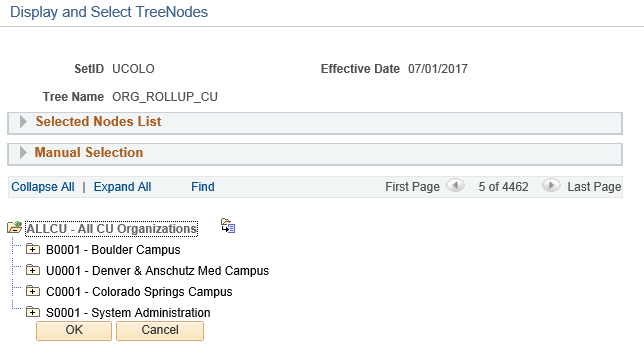 Display and Select TreeNodes
SetID UCOLO Effective Date 07/01/2017
Tree Name ORG_ROLLUP_CU
Selected Nodes List
Manual Selection
Collapse All | Expand All Find First Page 5 of 4462 Last Page
ALLCU - All CU Organizations
B0001 - Boulder Campus
U0001 - Denver & Anschutz Med Campus
C0001 - Colorado Springs Campus
S0001 - System Administration
OK Cancel